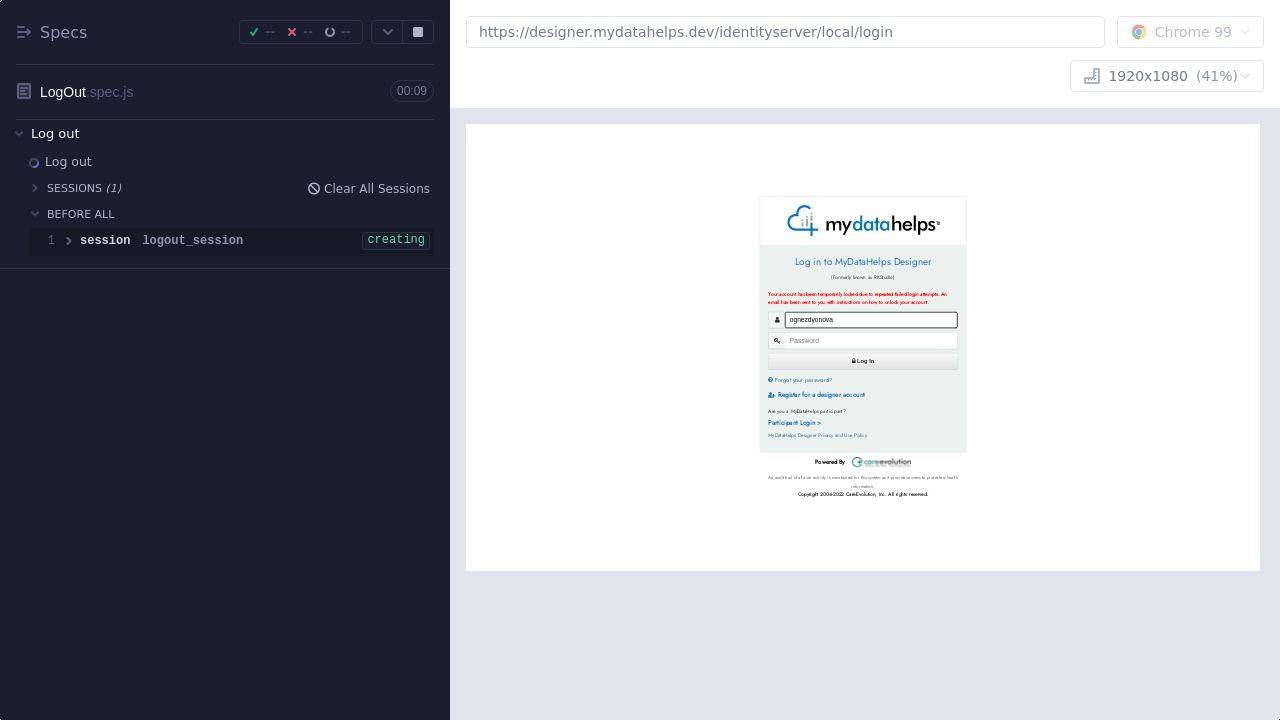 Specs
--
--
--
https://designer.mydatahelps.dev/identityserver/local/login
Chrome 99
1920x1080 (41%)
LogOut.spec.js
00:09
Log out
Log out
SESSIONS (1)
Clear All Sessions
BEFORE ALL
1 session logout_session creating
mydatahelps
Log in to MyDataHelps Designer
(Formerly known as RKStudio)
Your account has been temporarily locked due to repeated failed login attempts. An
email has been sent to you with instructions on how to unlock your account.
ognezdyonova
Password
Log In
Forgot your password?
Register for a designer account
Are you a MyDataHelps participant?
Participant Login >
MyDataHelps Designer Privacy and Use Policy
Powered By careevolution
An audit trail of all user activity is maintained for this system as it provides access to protected health
information.
Copyright 2006-2022 CareEvolution, Inc. All rights reserved.